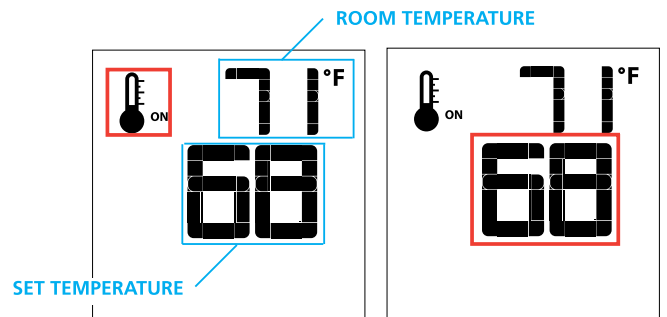 ROOM TEMPERATURE
71 °F
ON
68
SET TEMPERATURE
71 °F
ON
68